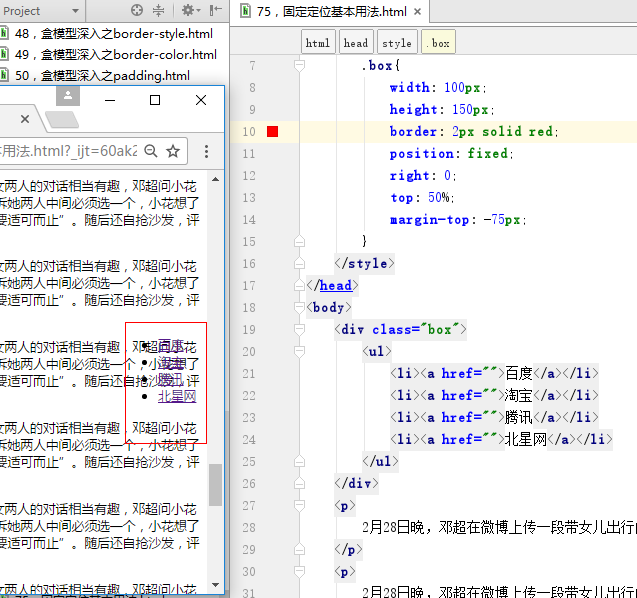 Project
48，盒模型深入之border-style.html
49，盒模型深入之border-color.html
50，盒模型深入之padding.html
用法.html?_ijt=60ak2
女两人的对话相当有趣，邓超问小花
诉她两人中间必须选一个，小花想了
要适可而止”。随后还自抢沙发，评
女两人的对话相当有趣，邓超问小花
诉她两人中间必须选一个，小花想了
要适可而止”。随后还自抢沙发，评
女两人的对话相当有趣，邓超问小花
诉她两人中间必须选一个，小花想了
要适可而止”。随后还自抢沙发，评
百度
淘宝
腾讯
北星网
女两人的对话相当有趣，邓超问小花
诉她两人中间必须选一个，小花想了
要适可而止”。随后还自抢沙发，评
女两人的对话相当有趣，邓超问小花
诉她两人中间必须选一个，小花想了
要适可而止”。随后还自抢沙发，评
女两人的对话相当有趣，邓超问小花
75，固定定位基本用法.html
html head style .box
7 .box{
8 width: 100px;
9 height: 150px;
10 border: 2px solid red;
11 position: fixed;
12 right: 0;
13 top: 50%;
14 margin-top: -75px;
15 }
16 </style>
17 </head>
18 <body>
19 <div class="box">
20 <ul>
21 <li><a href="">百度</a></li>
22 <li><a href="">淘宝</a></li>
23 <li><a href="">腾讯</a></li>
24 <li><a href="">北星网</a></li>
25 </ul>
26 </div>
27 <p>
28 2月28日晚，邓超在微博上传一段带女儿出行
29 </p>
30 <p>
31 2月28日晚，邓超在微博上传一段带女儿出行